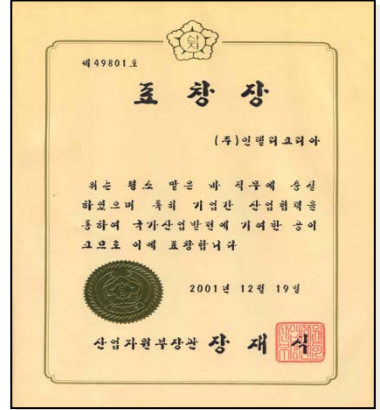 제49801호
표창장
(주)인텔리코리아
위는 평소 맡은 바 직무에 충실
하였으며 특히 기업간 산업협력을
통하여 국가산업발전에 기여한 공이
크므로 이에 표창합니다
2001년 12월 19일
산업자원부장관 장재식